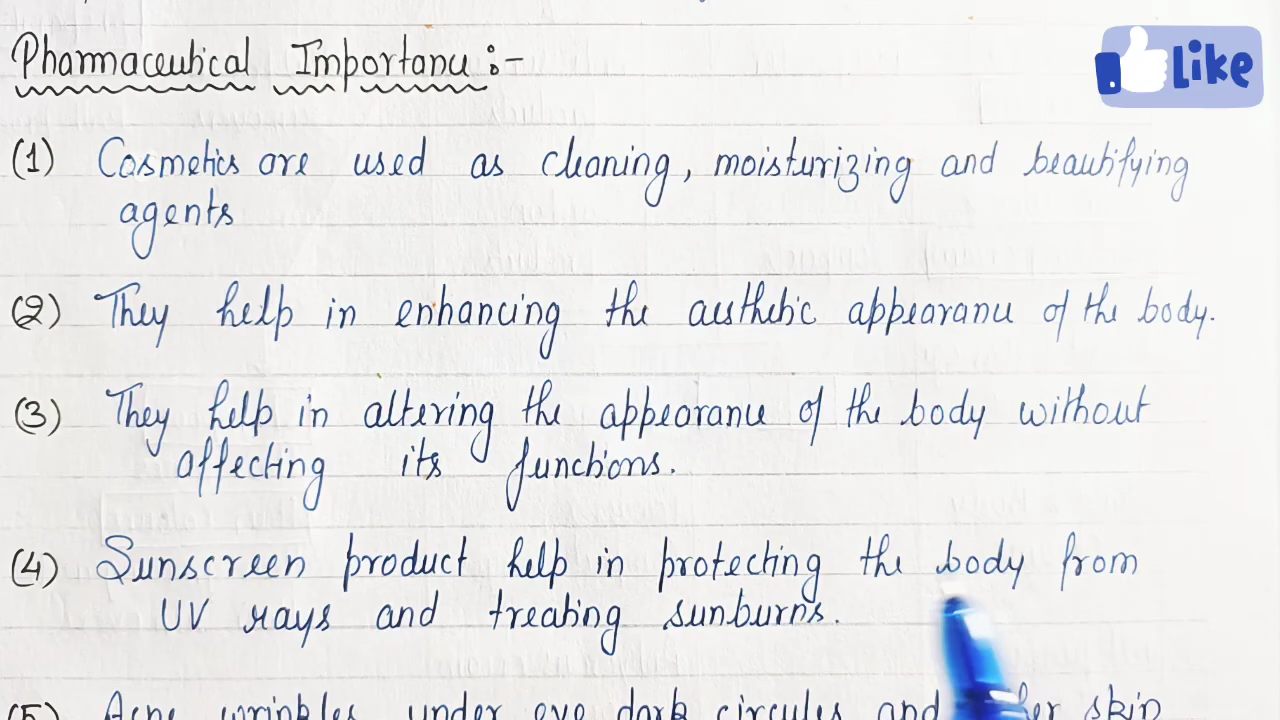 Pharmaceutical Importance :-
Like
(1) Cosmetics are used as cleaning, moisturizing and beautifying
agents
(2) They help in enhancing the aesthetic appearance of the body.
(3) They help in altering the appearance of the body without
affecting its functions.
(4) Sunscreen product help in protecting the body from
UV rays and treating sunburns.
(5) Acne wrinkles under eye dark circules and skin